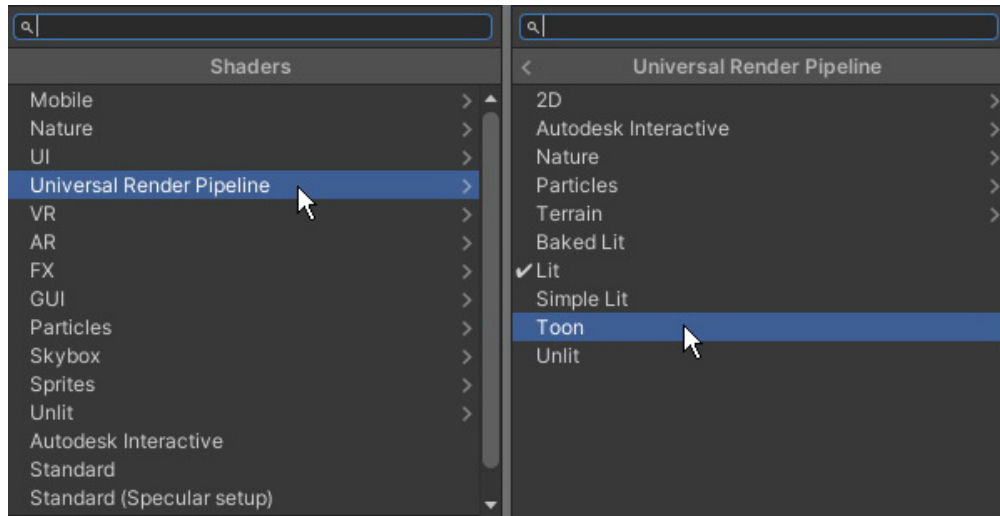 Shaders
Mobile
Nature
UI
Universal Render Pipeline
VR
AR
FX
GUI
Particles
Skybox
Sprites
Unlit
Autodesk Interactive
Standard
Standard (Specular setup)
Universal Render Pipeline
2D
Autodesk Interactive
Nature
Particles
Terrain
Baked Lit
Lit
Simple Lit
Toon
Unlit